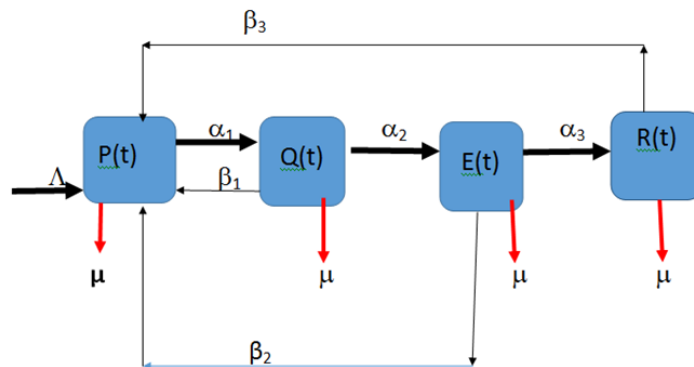 β3
P(t)
α1
Q(t)
α2
E(t)
α3
R(t)
Λ
β1
μ
μ
μ
μ
β2